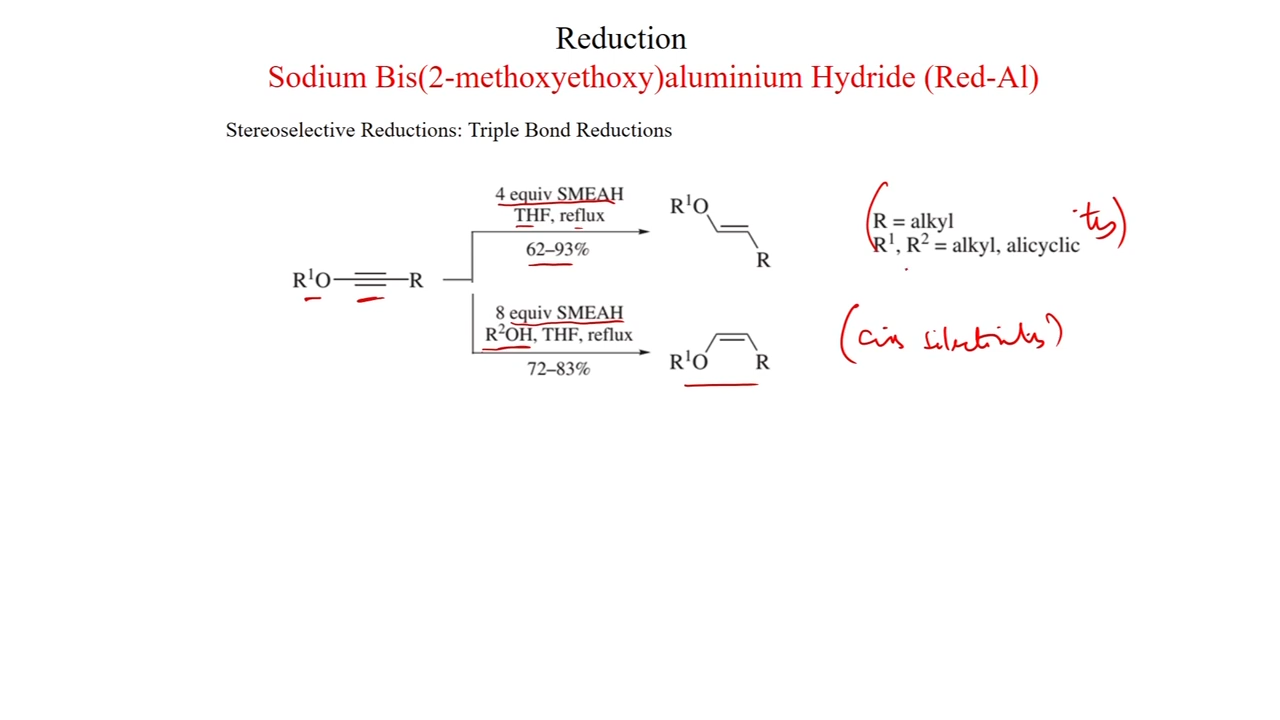 Reduction
Sodium Bis(2-methoxyethoxy)aluminium Hydride (Red-Al)
Stereoselective Reductions: Triple Bond Reductions
4 equiv SMEAH
THF, reflux
62–93%
R¹O
R
R = alkyl
R¹, R² = alkyl, alicyclic
ity)
R¹O
R
8 equiv SMEAH
R²OH, THF, reflux
72–83%
R¹O
R
(cis